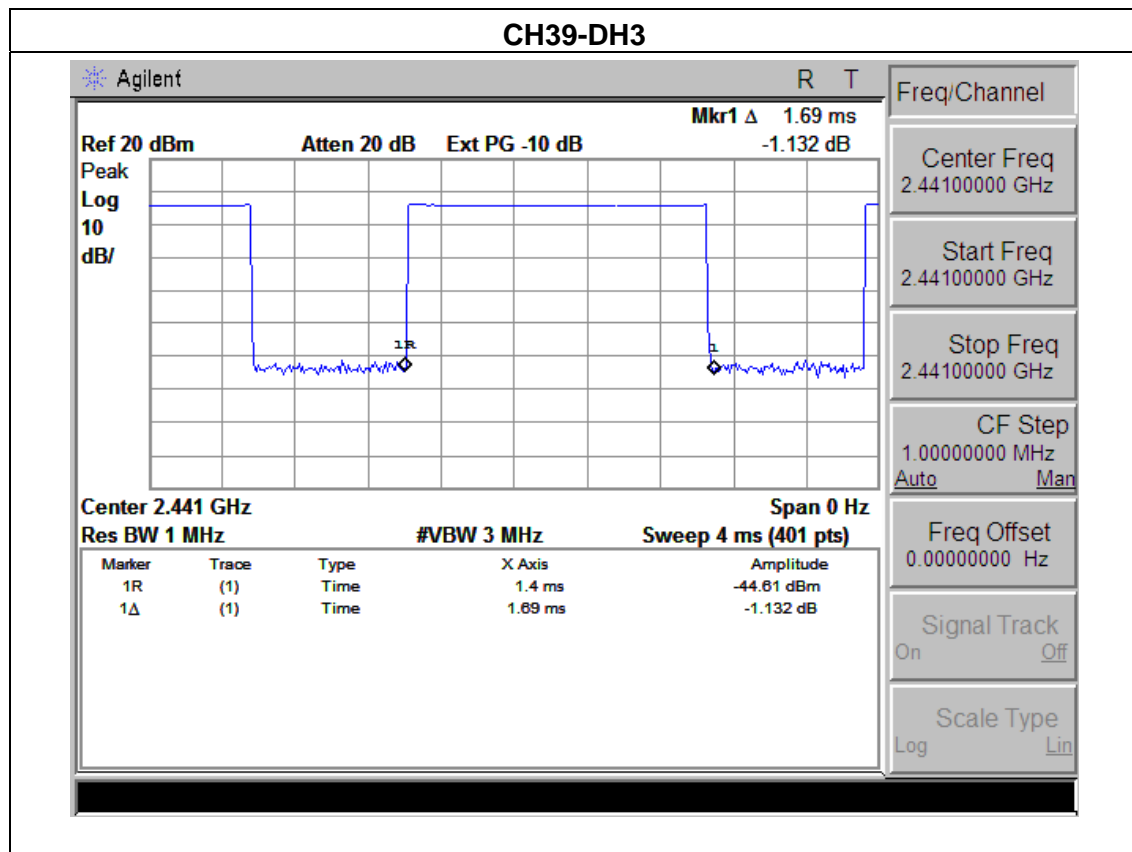 CH39-DH3
Agilent R T
Mkr1 Δ 1.69 ms
Ref 20 dBm Atten 20 dB Ext PG -10 dB -1.132 dB
Peak
Log
10
dB/
1R
1
Center 2.441 GHz Span 0 Hz
Res BW 1 MHz #VBW 3 MHz Sweep 4 ms (401 pts)
Marker Trace Type X Axis Amplitude
1R (1) Time 1.4 ms -44.61 dBm
1Δ (1) Time 1.69 ms -1.132 dB
Freq/Channel
Center Freq
2.44100000 GHz
Start Freq
2.44100000 GHz
Stop Freq
2.44100000 GHz
CF Step
1.00000000 MHz
Auto Man
Freq Offset
0.00000000 Hz
Signal Track
On Off
Scale Type
Log Lin